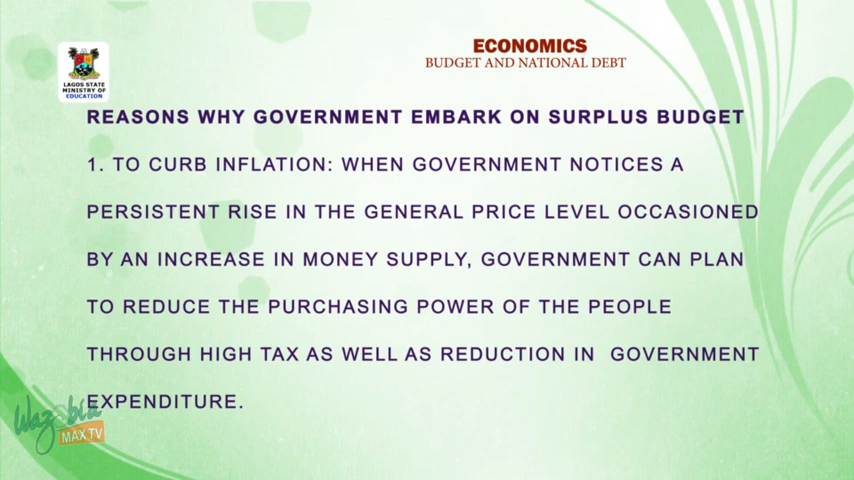 ECONOMICS
BUDGET AND NATIONAL DEBT
LAGOS STATE
MINISTRY OF
EDUCATION
REASONS WHY GOVERNMENT EMBARK ON SURPLUS BUDGET
1. TO CURB INFLATION: WHEN GOVERNMENT NOTICES A
PERSISTENT RISE IN THE GENERAL PRICE LEVEL OCCASIONED
BY AN INCREASE IN MONEY SUPPLY, GOVERNMENT CAN PLAN
TO REDUCE THE PURCHASING POWER OF THE PEOPLE
THROUGH HIGH TAX AS WELL AS REDUCTION IN GOVERNMENT
EXPENDITURE.
Wazobia
MAX TV